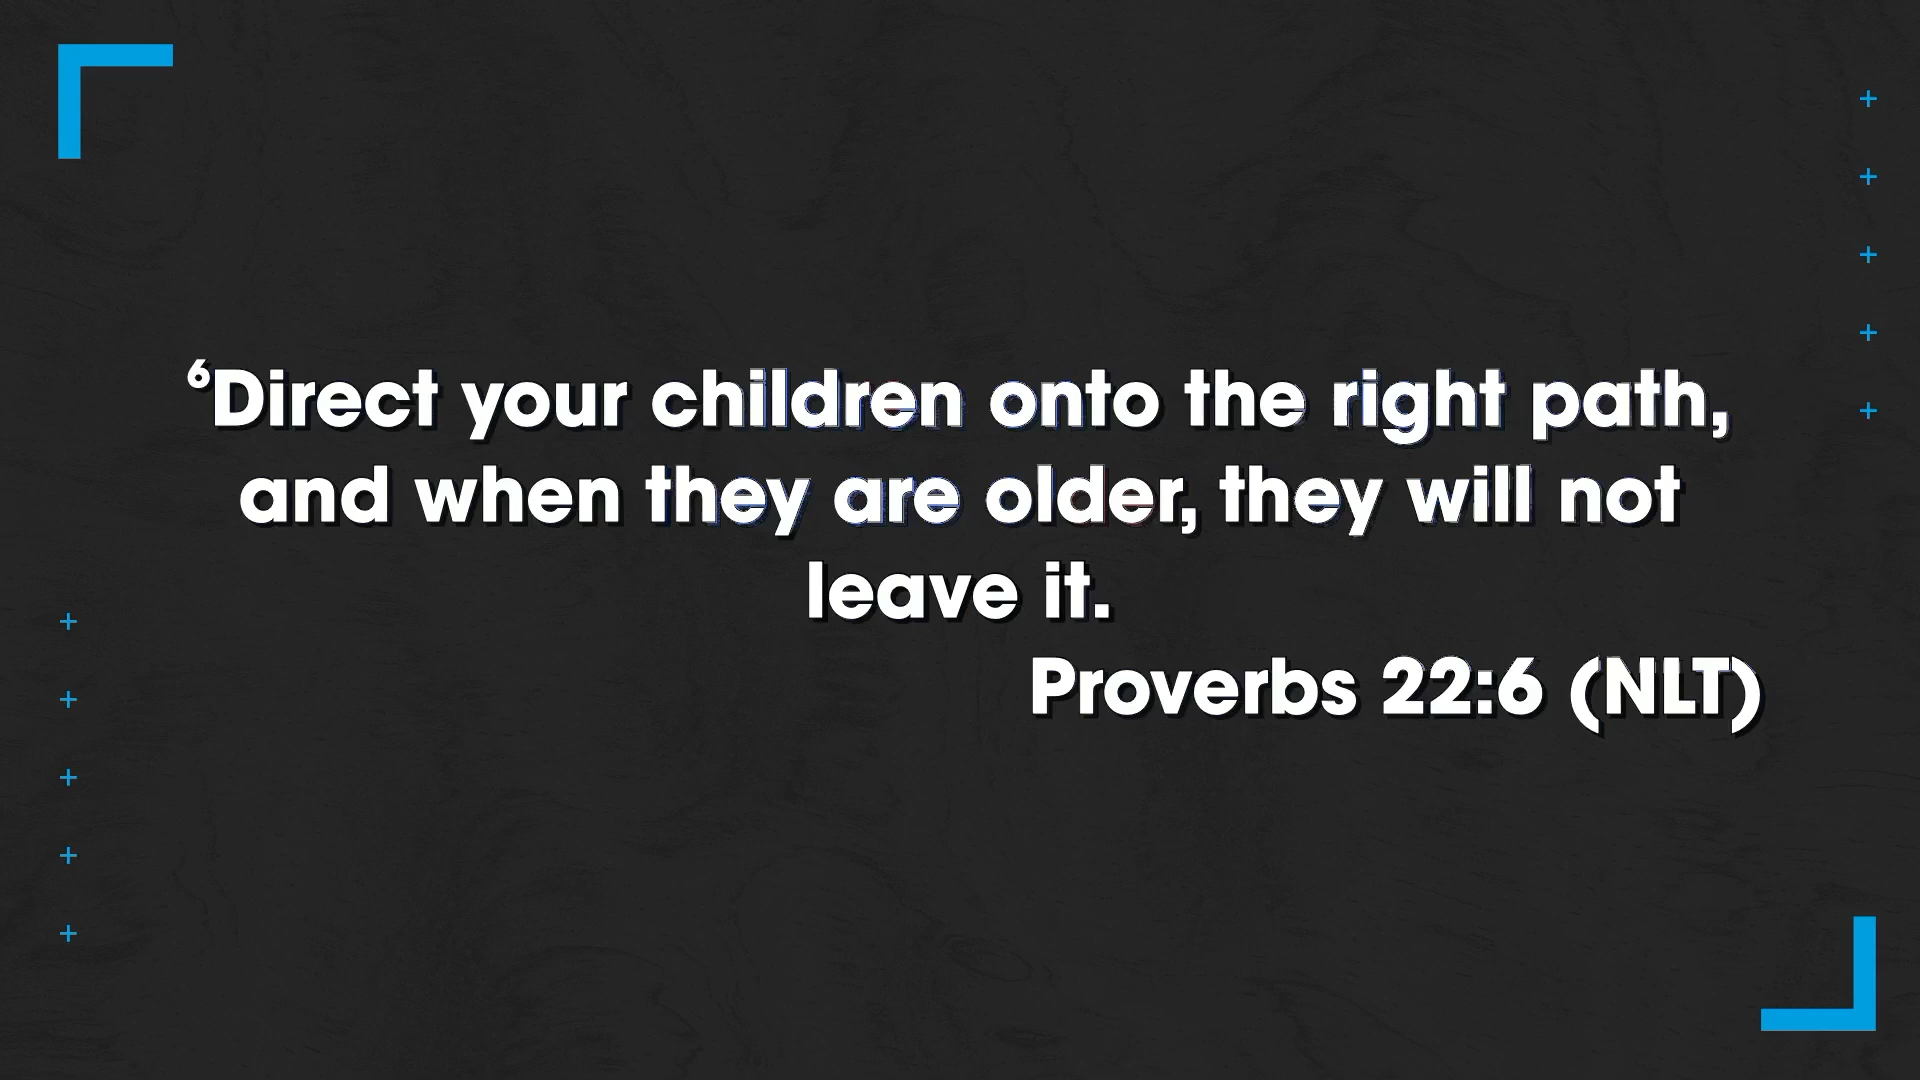 ⁶Direct your children onto the right path,
and when they are older, they will not
leave it.
Proverbs 22:6 (NLT)